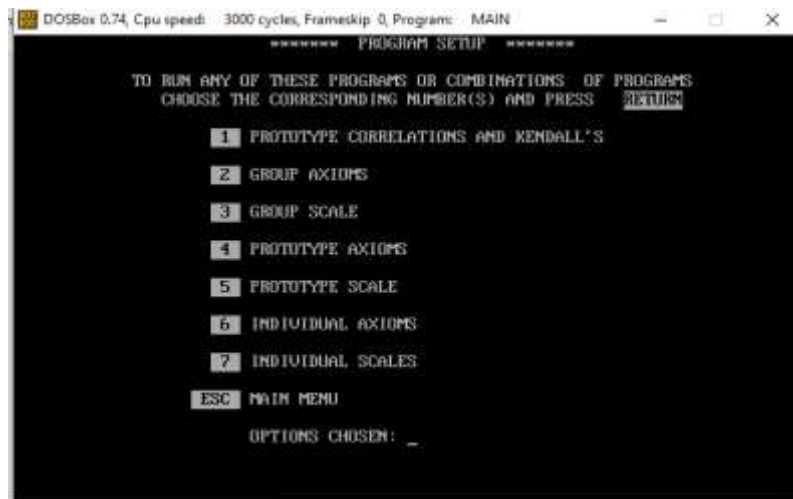 DOSBox 0.74, Cpu speed: 3000 cycles, Frameskip 0, Program: MAIN
******* PROGRAM SETUP *******
TO RUN ANY OF THESE PROGRAMS OR COMBINATIONS OF PROGRAMS
CHOOSE THE CORRESPONDING NUMBER(S) AND PRESS RETURN
1 PROTOTYPE CORRELATIONS AND KENDALL'S
2 GROUP AXIOMS
3 GROUP SCALE
4 PROTOTYPE AXIOMS
5 PROTOTYPE SCALE
6 INDIVIDUAL AXIOMS
7 INDIVIDUAL SCALES
ESC MAIN MENU
OPTIONS CHOSEN: _